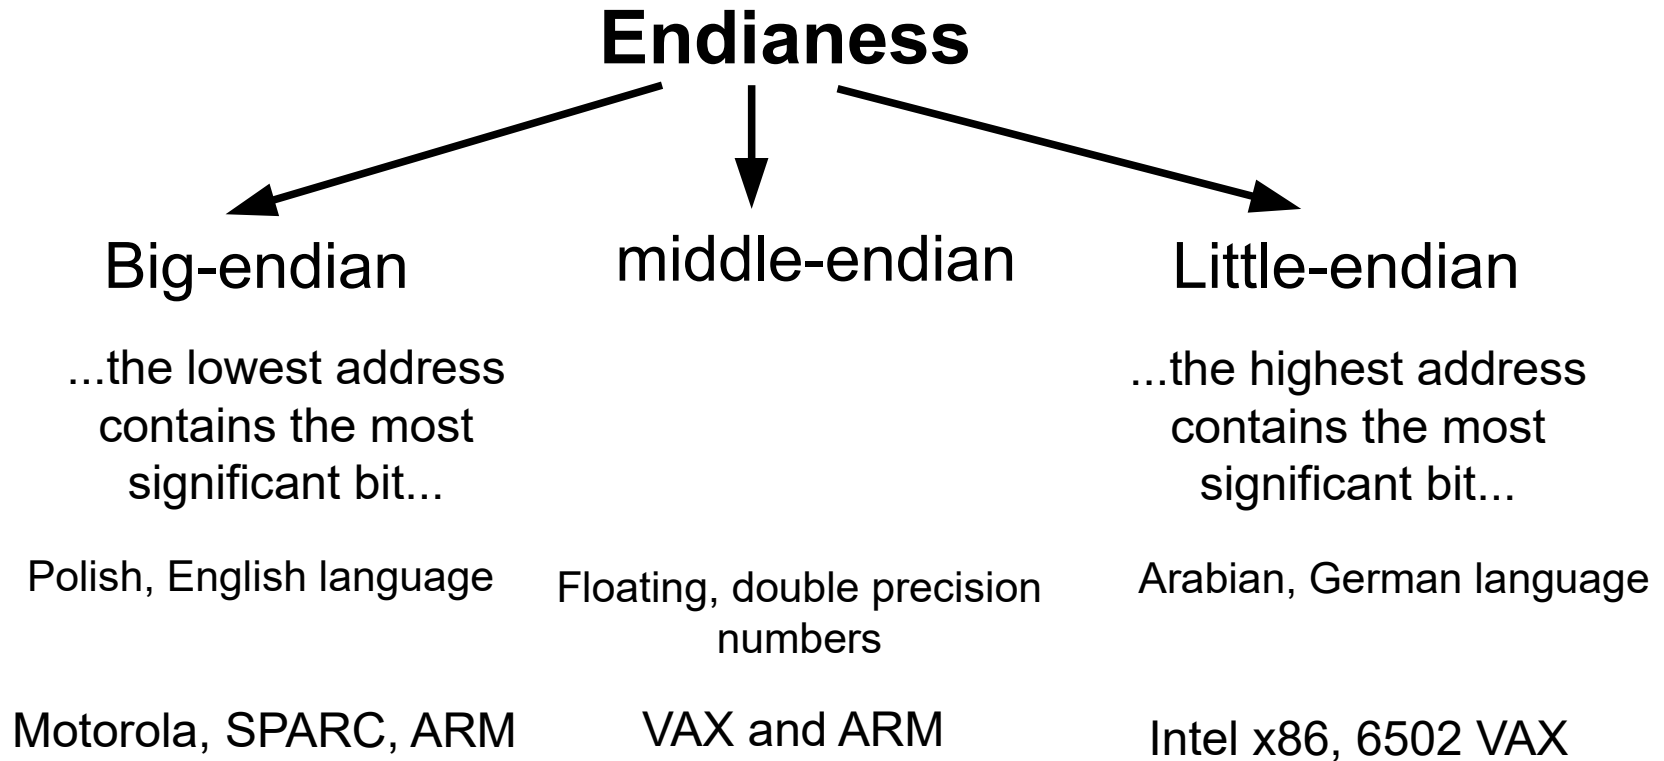 Endianess
Big-endian
...the lowest address
contains the most
significant bit...
Polish, English language
Motorola, SPARC, ARM
middle-endian
Floating, double precision
numbers
VAX and ARM
Little-endian
...the highest address
contains the most
significant bit...
Arabian, German language
Intel x86, 6502 VAX